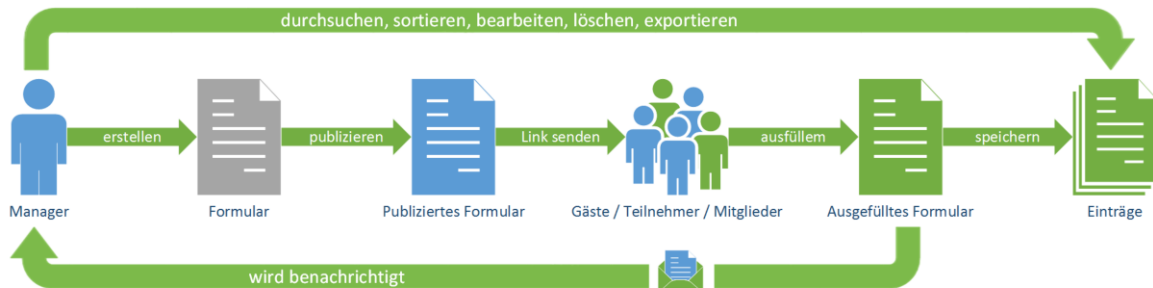 durchsuchen, sortieren, bearbeiten, löschen, exportieren
erstellen
publizieren
Link senden
ausfüllem
speichern
Manager
Formular
Publiziertes Formular
Gäste / Teilnehmer / Mitglieder
Ausgefülltes Formular
Einträge
wird benachrichtigt